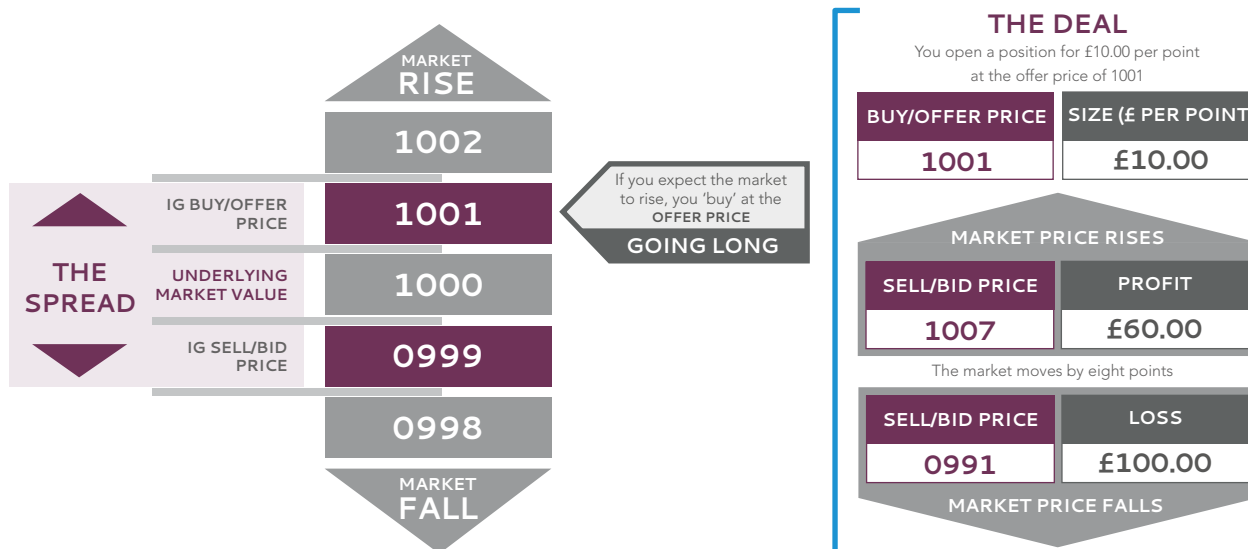 MARKET
RISE
1002
1001
1000
0999
0998
MARKET
FALL
THE
SPREAD
IG BUY/OFFER
PRICE
UNDERLYING
MARKET VALUE
IG SELL/BID
PRICE
If you expect the market
to rise, you ‘buy’ at the
OFFER PRICE
GOING LONG
THE DEAL
You open a position for £10.00 per point
at the offer price of 1001
BUY/OFFER PRICE
SIZE (£ PER POINT
1001
£10.00
MARKET PRICE RISES
SELL/BID PRICE
PROFIT
1007
£60.00
The market moves by eight points
SELL/BID PRICE
LOSS
0991
£100.00
MARKET PRICE FALLS